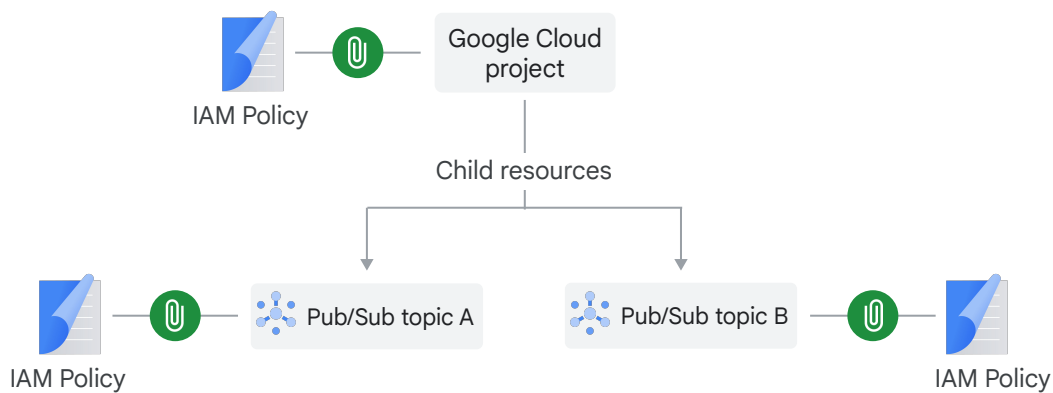 Google Cloud
project
IAM Policy
Child resources
Pub/Sub topic A
Pub/Sub topic B
IAM Policy
IAM Policy